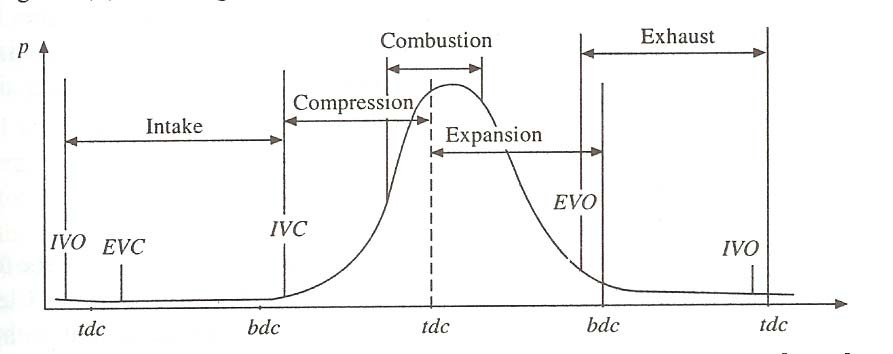 p
Combustion
Exhaust
Compression
Intake
Expansion
EVO
IVC
IVO
EVC
IVO
tdc
bdc
tdc
bdc
tdc